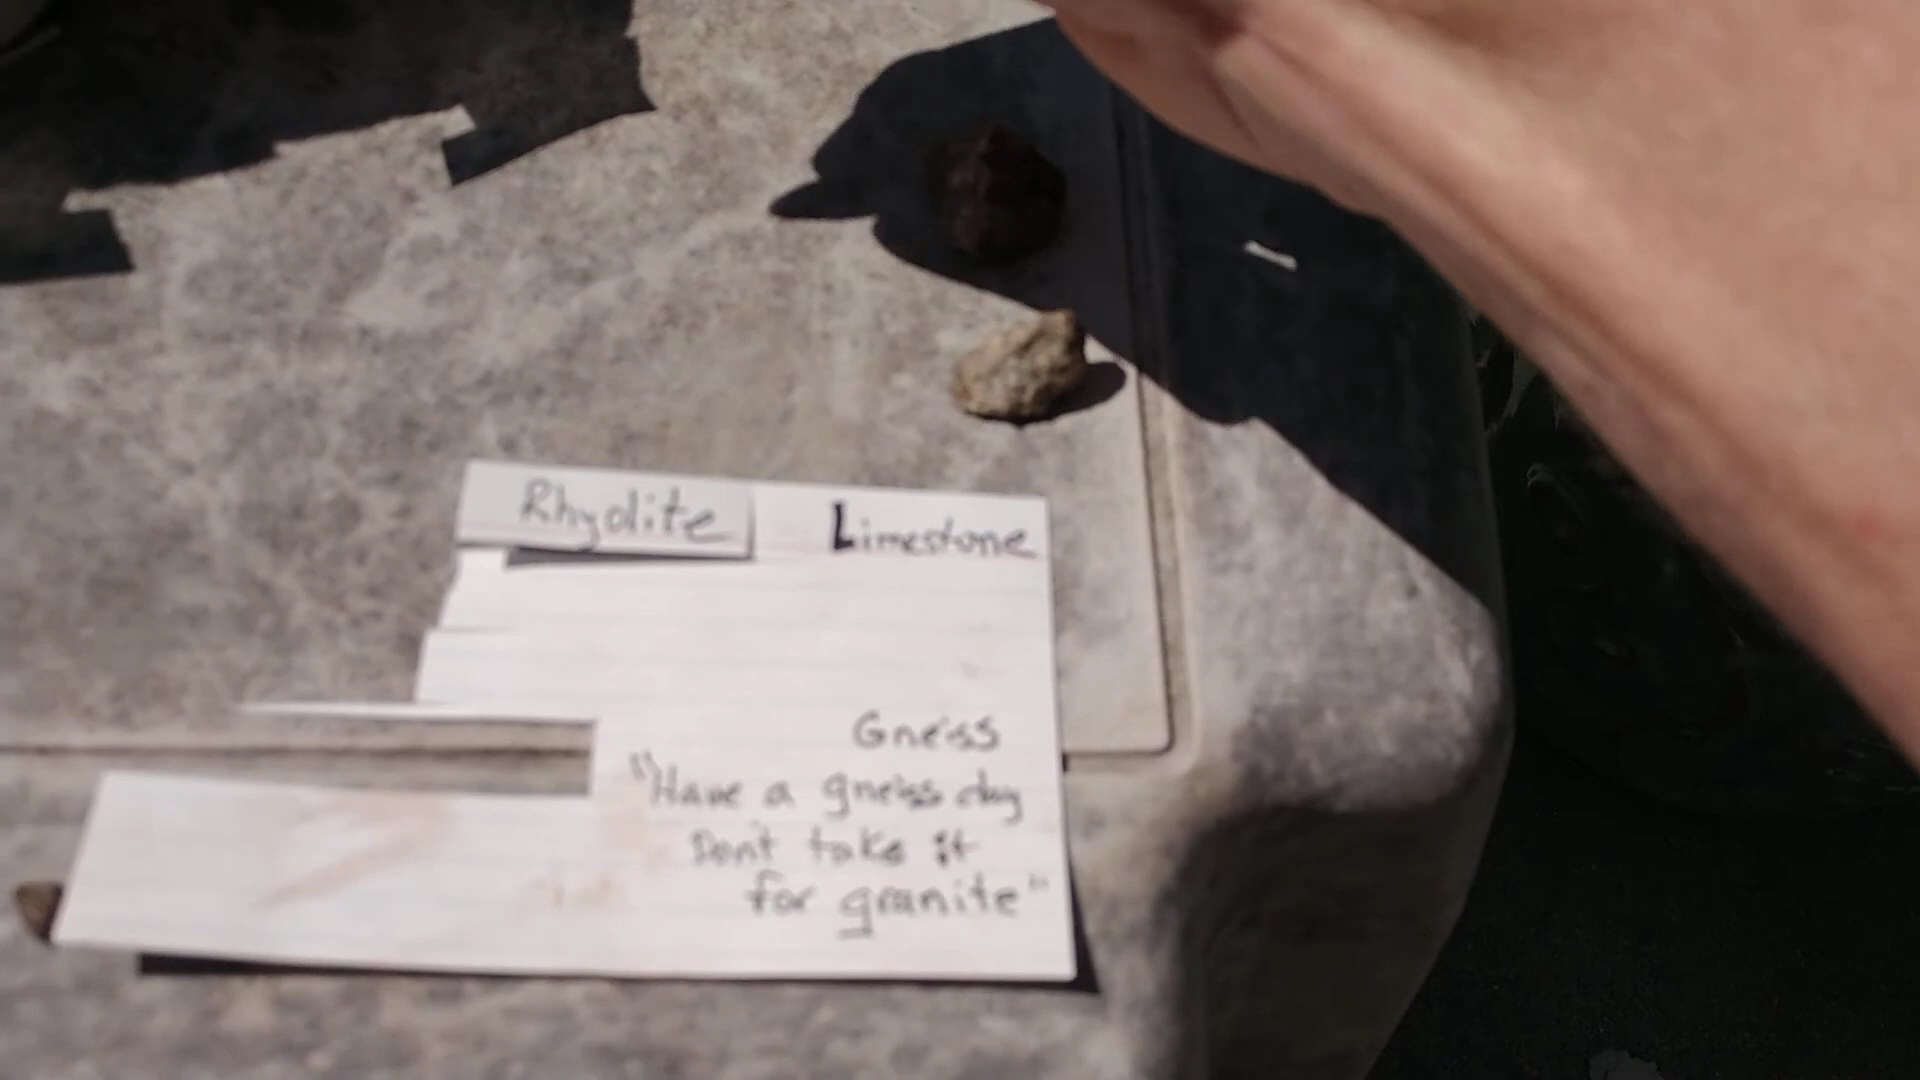 Rhyolite Limestone
Gneiss
"Have a gneiss day
Don't take it
for granite"